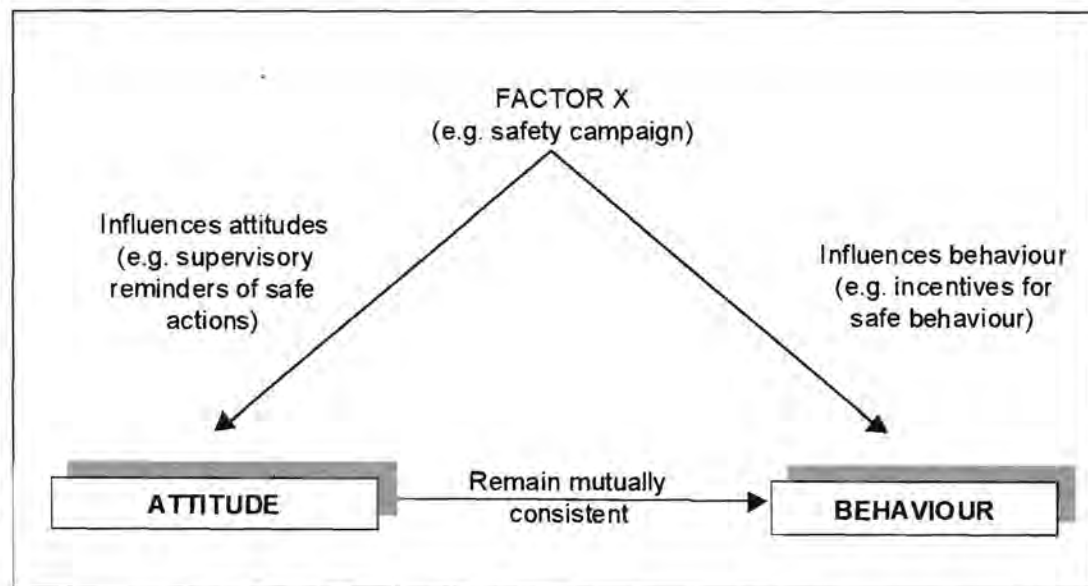 FACTOR X
(e.g. safety campaign)
Influences attitudes
(e.g. supervisory
reminders of safe
actions)
Influences behaviour
(e.g. incentives for
safe behaviour)
ATTITUDE
Remain mutually
consistent
BEHAVIOUR